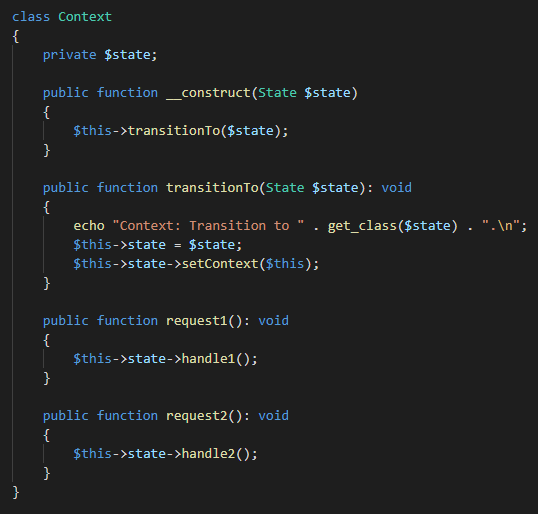 class Context
{
    private $state;

    public function __construct(State $state)
    {
        $this->transitionTo($state);
    }

    public function transitionTo(State $state): void
    {
        echo "Context: Transition to " . get_class($state) . ".\n";
        $this->state = $state;
        $this->state->setContext($this);
    }

    public function request1(): void
    {
        $this->state->handle1();
    }

    public function request2(): void
    {
        $this->state->handle2();
    }
}